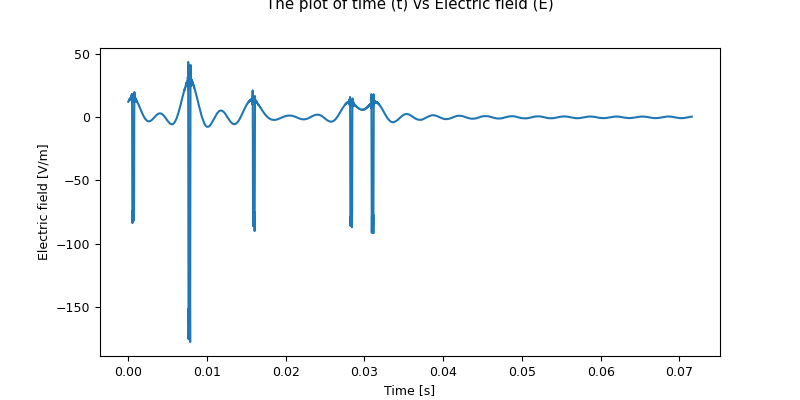 The plot of time (t) vs Electric field (E)
50
0
−50
−100
−150
Electric field [V/m]
0.00 0.01 0.02 0.03 0.04 0.05 0.06 0.07
Time [s]